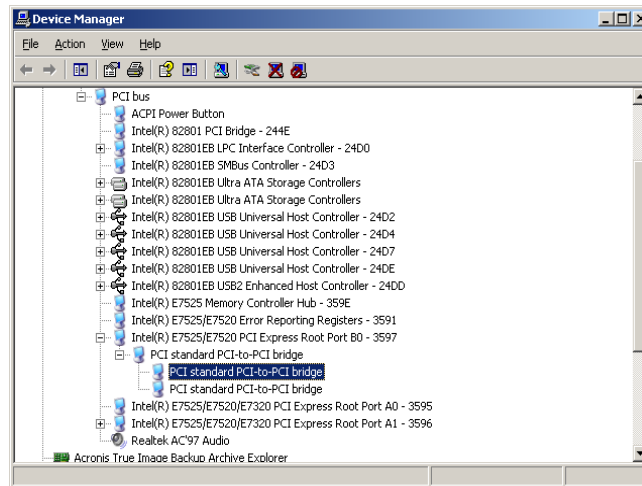 Device Manager
File Action View Help
PCI bus
ACPI Power Button
Intel(R) 82801 PCI Bridge - 244E
Intel(R) 82801EB LPC Interface Controller - 24D0
Intel(R) 82801EB SMBus Controller - 24D3
Intel(R) 82801EB Ultra ATA Storage Controllers
Intel(R) 82801EB Ultra ATA Storage Controllers
Intel(R) 82801EB USB Universal Host Controller - 24D2
Intel(R) 82801EB USB Universal Host Controller - 24D4
Intel(R) 82801EB USB Universal Host Controller - 24D7
Intel(R) 82801EB USB Universal Host Controller - 24DE
Intel(R) 82801EB USB2 Enhanced Host Controller - 24DD
Intel(R) E7525 Memory Controller Hub - 359E
Intel(R) E7525/E7520 Error Reporting Registers - 3591
Intel(R) E7525/E7520 PCI Express Root Port B0 - 3597
PCI standard PCI-to-PCI bridge
PCI standard PCI-to-PCI bridge
PCI standard PCI-to-PCI bridge
Intel(R) E7525/E7520/E7320 PCI Express Root Port A0 - 3595
Intel(R) E7525/E7520/E7320 PCI Express Root Port A1 - 3596
Realtek AC'97 Audio
Acronis True Image Backup Archive Explorer